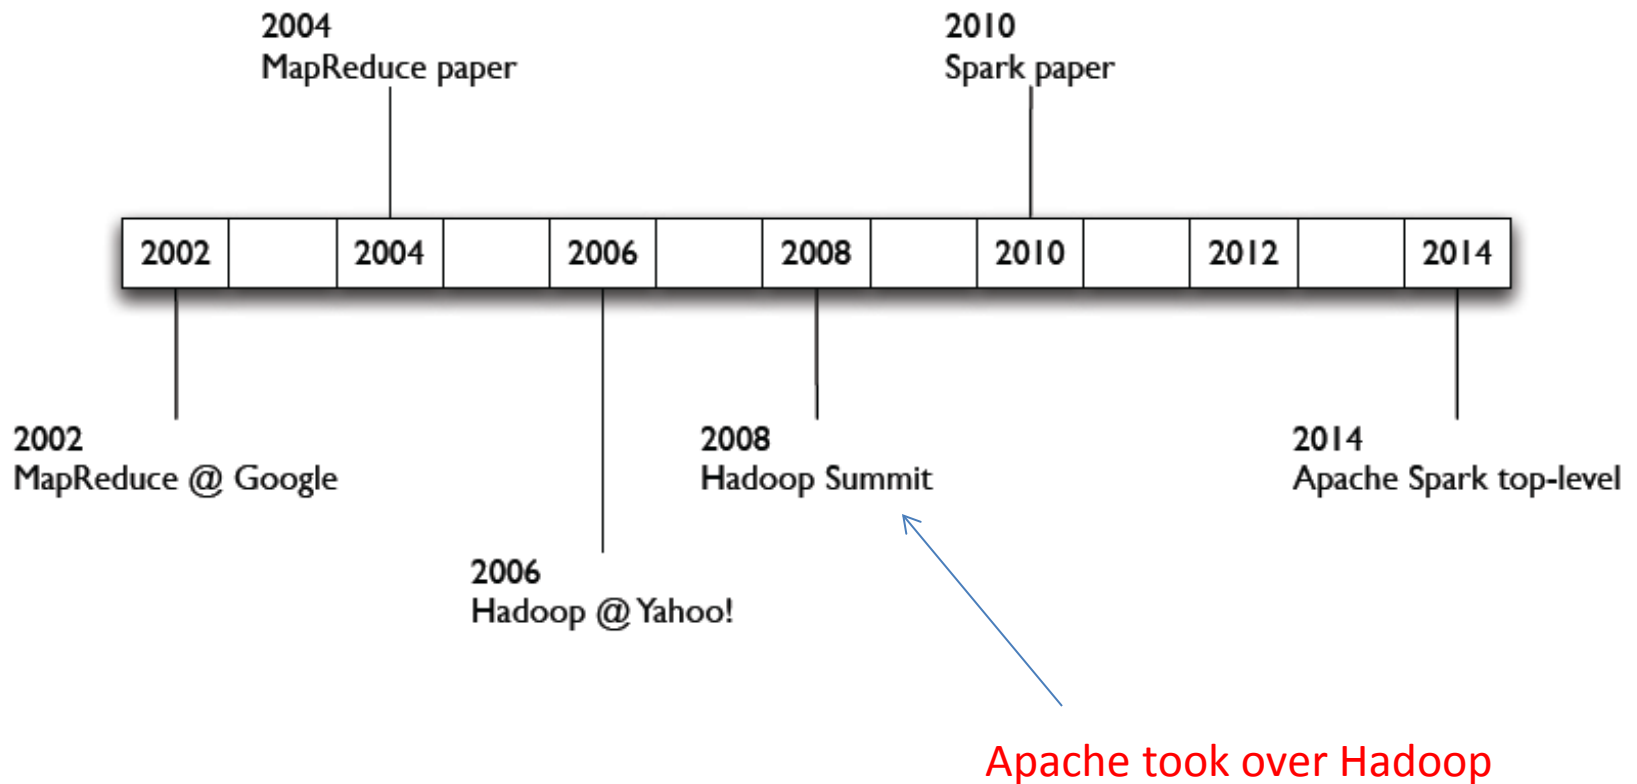 2004
MapReduce paper
2010
Spark paper
2002 2004 2006 2008 2010 2012 2014
2002
MapReduce @ Google
2008
Hadoop Summit
2014
Apache Spark top-level
2006
Hadoop @ Yahoo!
Apache took over Hadoop